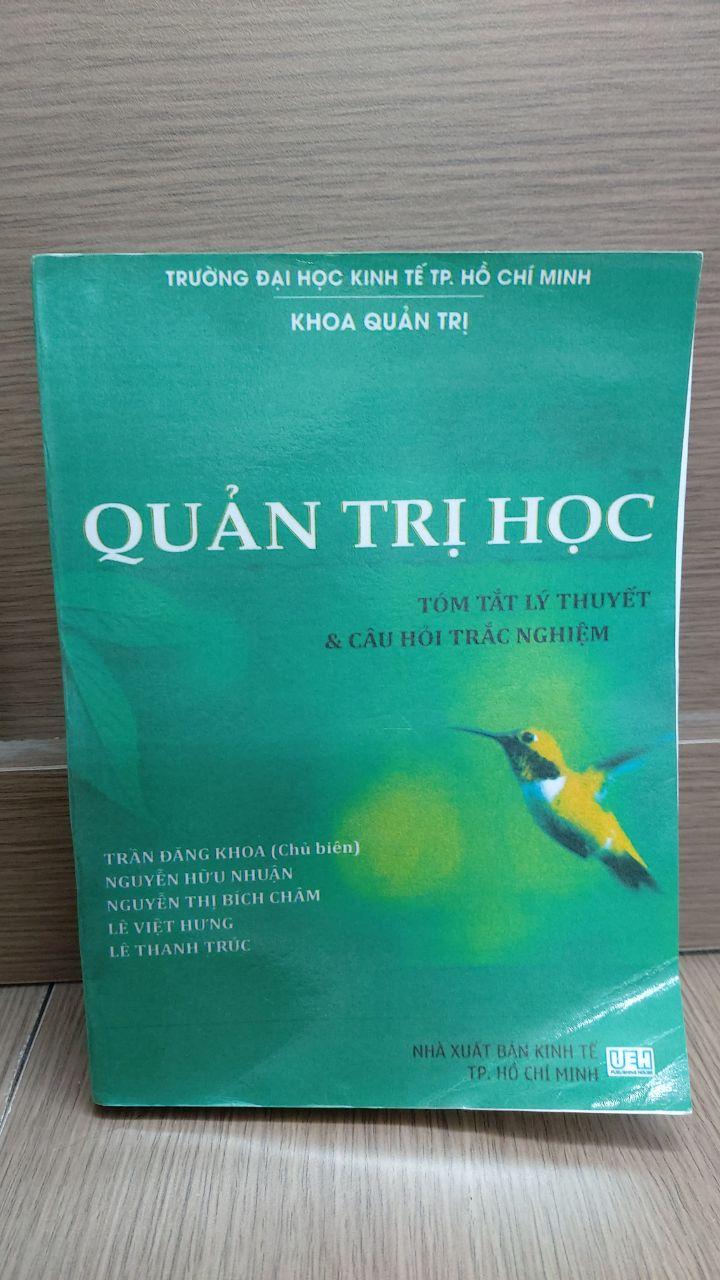 TRƯỜNG ĐẠI HỌC KINH TẾ TP. HỒ CHÍ MINH
KHOA QUẢN TRỊ
QUẢN TRỊ HỌC
TÓM TẮT LÝ THUYẾT
& CÂU HỎI TRẮC NGHIỆM
TRẦN ĐĂNG KHOA (Chủ biên)
NGUYỄN HỮU NHUẬN
NGUYỄN THỊ BÍCH CHÂM
LÊ VIỆT HƯNG
LÊ THANH TRÚC
NHÀ XUẤT BẢN KINH TẾ
TP. HỒ CHÍ MINH
UEH
PUBLISHING HOUSE